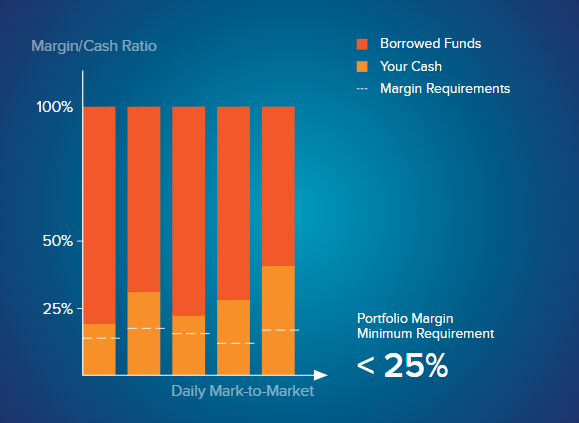 Margin/Cash Ratio
Borrowed Funds
Your Cash
Margin Requirements
100%
50%
25%
Portfolio Margin
Minimum Requirement
< 25%
Daily Mark-to-Market